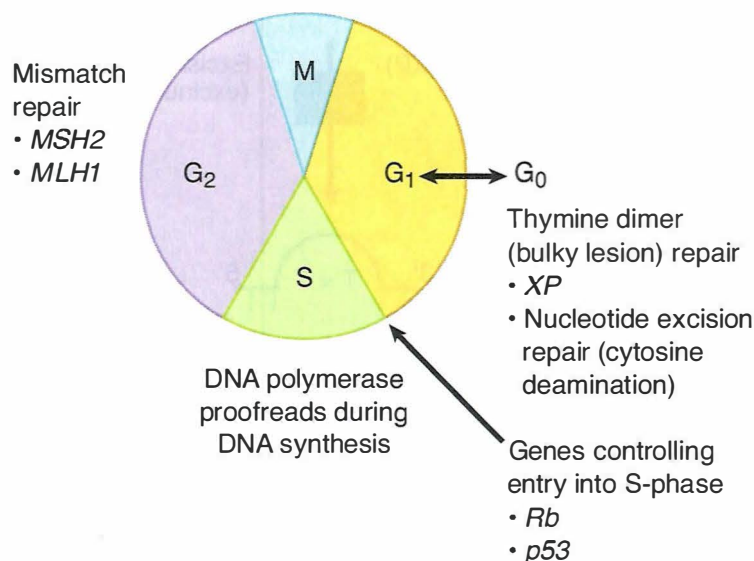 M
Mismatch
repair
• MSH2
• MLH1
G₂
G₁
G₀
Thymine dimer
(bulky lesion) repair
• XP
• Nucleotide excision
repair (cytosine
deamination)
S
DNA polymerase
proofreads during
DNA synthesis
Genes controlling
entry into S-phase
• Rb
• p53